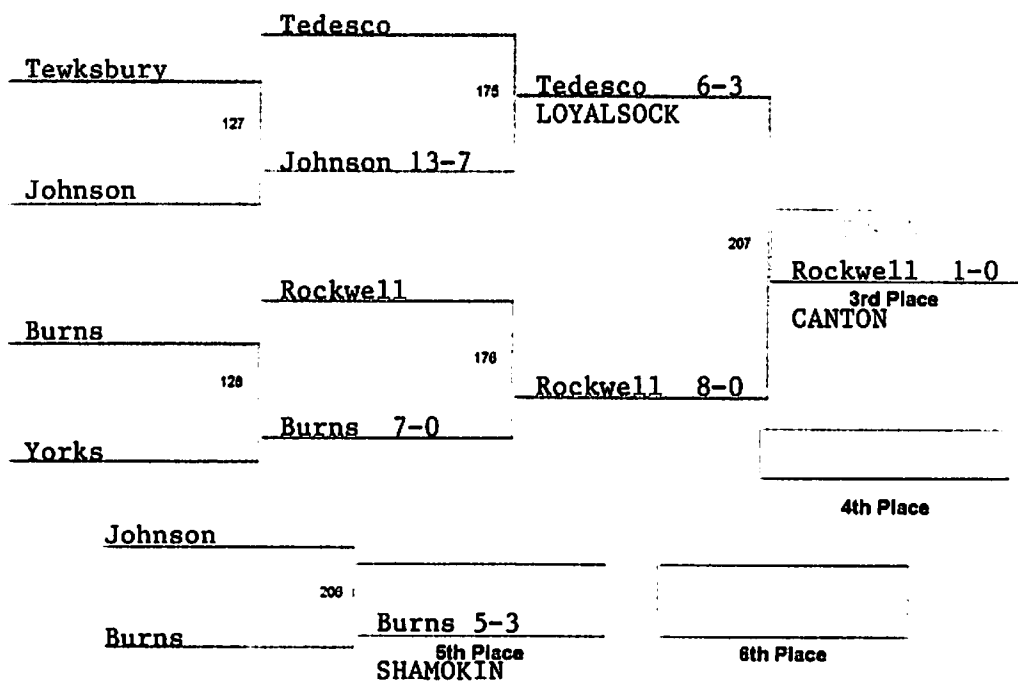 Tedesco
Tewksbury
175
Tedesco 6-3
LOYALSOCK
127
Johnson 13-7
Johnson
207
Rockwell 1-0
3rd Place
CANTON
Rockwell
Burns
176
128
Rockwell 8-0
Burns 7-0
Yorks
4th Place
Johnson
206
Burns 5-3
Burns
5th Place
6th Place
SHAMOKIN